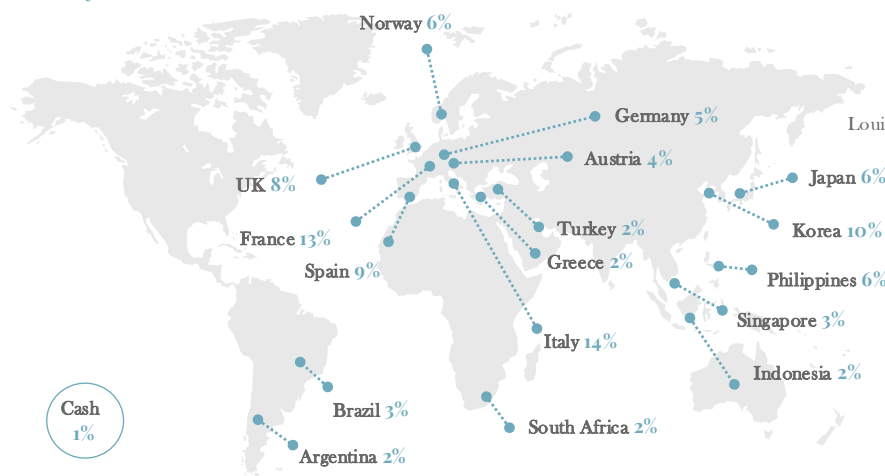 Norway 6%
Germany 5%
Loui
Austria 4%
Japan 6%
UK 8%
Korea 10%
Turkey 2%
France 13%
Greece 2%
Spain 9%
Philippines 6%
Singapore 3%
Italy 14%
Indonesia 2%
Brazil 3%
Cash
1%
South Africa 2%
Argentina 2%